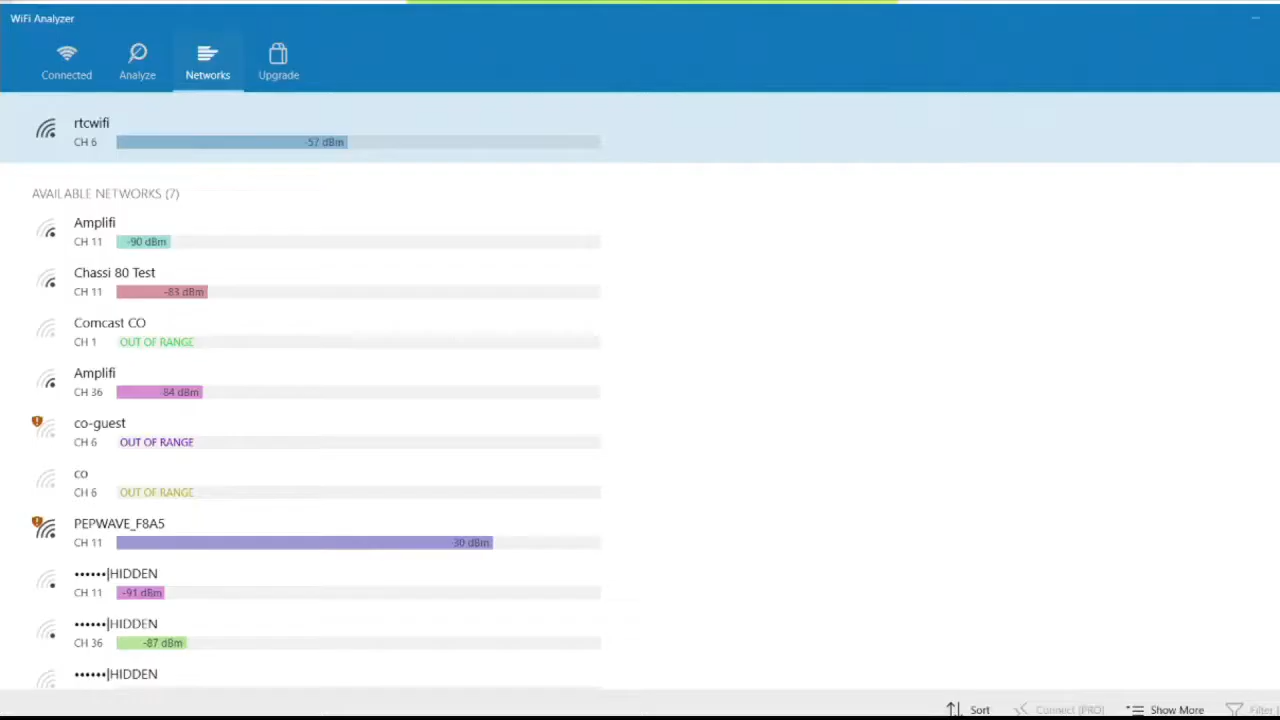 WiFi Analyzer
Connected
Analyze
Networks
Upgrade
rtcwifi
CH 6
-57 dBm
AVAILABLE NETWORKS (7)
Amplifi
CH 11
-90 dBm
Chassi 80 Test
CH 11
-83 dBm
Comcast CO
CH 1
OUT OF RANGE
Amplifi
CH 36
-84 dBm
co-guest
CH 6
OUT OF RANGE
co
CH 6
OUT OF RANGE
PEPWAVE_F8A5
CH 11
-30 dBm
••••••|HIDDEN
CH 11
-91 dBm
••••••|HIDDEN
CH 36
-87 dBm
••••••|HIDDEN
Sort
Connect (PRO)
Show More
Filter